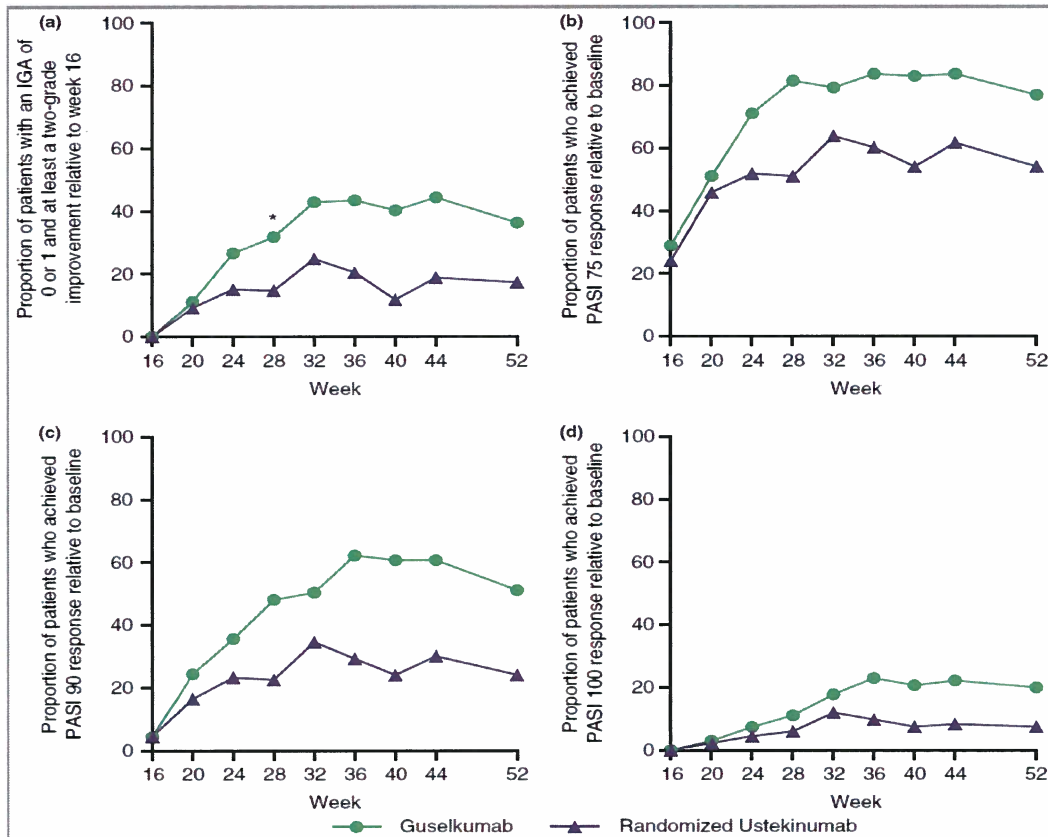 (a)
Proportion of patients with an IGA of
0 or 1 and at least a two-grade
improvement relative to week 16
100
80
60
40
20
0
*
16 20 24 28 32 36 40 44 52
Week
(b)
Proportion of patients who achieved
PASI 75 response relative to baseline
100
80
60
40
20
0
16 20 24 28 32 36 40 44 52
Week
(c)
Proportion of patients who achieved
PASI 90 response relative to baseline
100
80
60
40
20
0
16 20 24 28 32 36 40 44 52
Week
(d)
Proportion of patients who achieved
PASI 100 response relative to baseline
100
80
60
40
20
0
16 20 24 28 32 36 40 44 52
Week
Guselkumab Randomized Ustekinumab